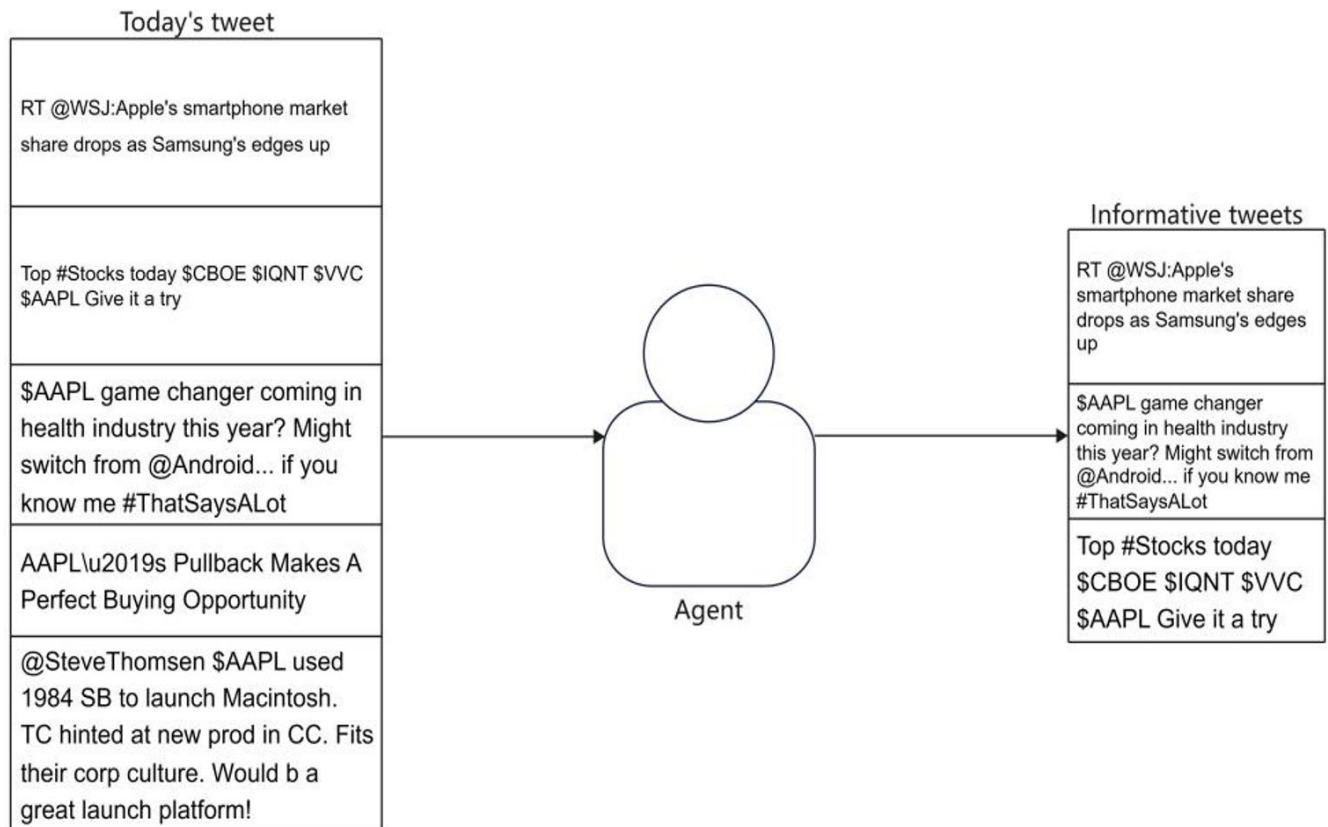 Today's tweet
RT @WSJ:Apple's smartphone market
share drops as Samsung's edges up
Top #Stocks today $CBOE $IQNT $VVC
$AAPL Give it a try
$AAPL game changer coming in
health industry this year? Might
switch from @Android... if you
know me #ThatSaysALot
AAPL\u2019s Pullback Makes A
Perfect Buying Opportunity
@SteveThomsen $AAPL used
1984 SB to launch Macintosh.
TC hinted at new prod in CC. Fits
their corp culture. Would b a
great launch platform!
Agent
Informative tweets
RT @WSJ:Apple's
smartphone market share
drops as Samsung's edges
up
$AAPL game changer
coming in health industry
this year? Might switch from
@Android... if you know me
#ThatSaysALot
Top #Stocks today
$CBOE $IQNT $VVC
$AAPL Give it a try